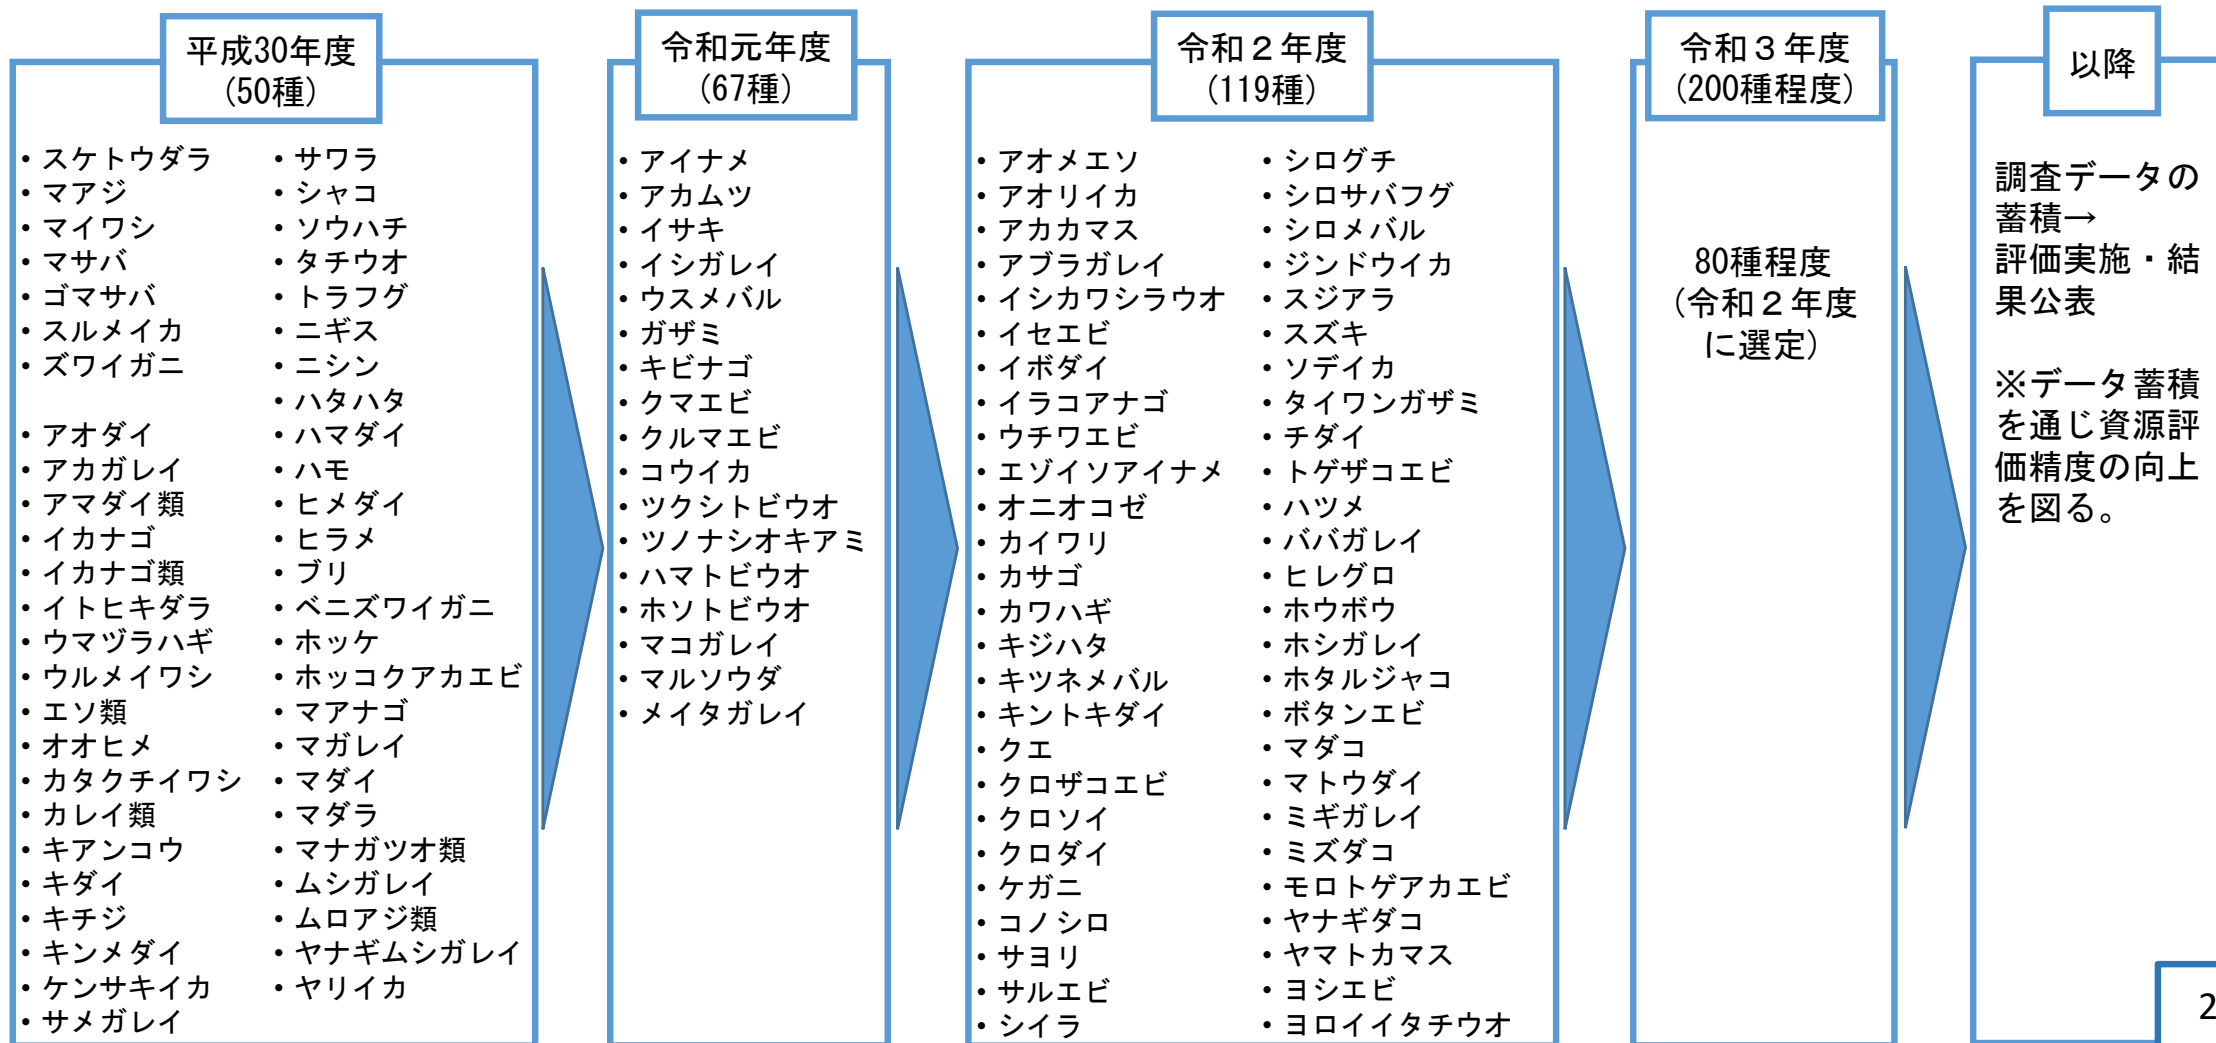 平成30年度
(50種)
・スケトウダラ
・マアジ
・マイワシ
・マサバ
・ゴマサバ
・スルメイカ
・ズワイガニ
・アオダイ
・アカガレイ
・アマダイ類
・イカナゴ
・イカナゴ類
・イトヒキダラ
・ウマヅラハギ
・ウルメイワシ
・エソ類
・オオヒメ
・カタクチイワシ
・カレイ類
・キアンコウ
・キダイ
・キチジ
・キンメダイ
・ケンサキイカ
・サメガレイ
・サワラ
・シャコ
・ソウハチ
・タチウオ
・トラフグ
・ニギス
・ニシン
・ハタハタ
・ハマダイ
・ハモ
・ヒメダイ
・ヒラメ
・ブリ
・ベニズワイガニ
・ホッケ
・ホッコクアカエビ
・マアナゴ
・マガレイ
・マダイ
・マダラ
・マナガツオ類
・ムシガレイ
・ムロアジ類
・ヤナギムシガレイ
・ヤリイカ
令和元年度
(67種)
・アイナメ
・アカムツ
・イサキ
・イシガレイ
・ウスメバル
・ガザミ
・キビナゴ
・クマエビ
・クルマエビ
・コウイカ
・ツクシトビウオ
・ツノナシオキアミ
・ハマトビウオ
・ホソトビウオ
・マコガレイ
・マルソウダ
・メイタガレイ
令和２年度
(119種)
・アオメエソ
・アオリイカ
・アカカマス
・アブラガレイ
・イシカワシラウオ
・イセエビ
・イボダイ
・イラコアナゴ
・ウチワエビ
・エゾイソアイナメ
・オニオコゼ
・カイワリ
・カサゴ
・カワハギ
・キジハタ
・キツネメバル
・キントキダイ
・クエ
・クロザコエビ
・クロソイ
・クロダイ
・ケガニ
・コノシロ
・サヨリ
・サルエビ
・シイラ
・シログチ
・シロサバフグ
・シロメバル
・ジンドウイカ
・スジアラ
・スズキ
・ソデイカ
・タイワンガザミ
・チダイ
・トゲザコエビ
・ハツメ
・ババガレイ
・ヒレグロ
・ホウボウ
・ホシガレイ
・ホタルジャコ
・ボタンエビ
・マダコ
・マトウダイ
・ミギガレイ
・ミズダコ
・モロトゲアカエビ
・ヤナギダコ
・ヤマトカマス
・ヨシエビ
・ヨロイイタチウオ
令和３年度
(200種程度)
80種程度
(令和２年度
に選定)
以降
調査データの
蓄積→
評価実施・結
果公表
※データ蓄積
を通じ資源評
価精度の向上
を図る。
2